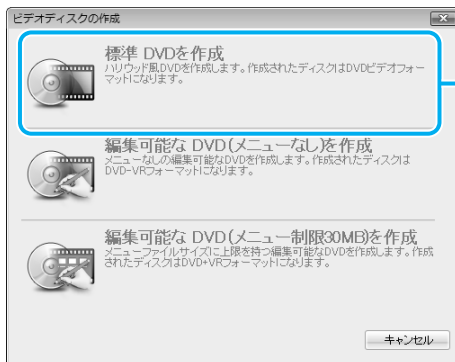 ビデオディスクの作成
標準 DVDを作成
ハリウッド風DVDを作成します。作成されたディスクはDVDビデオフォー
マットになります。
編集可能な DVD(メニューなし)を作成
メニューなしの編集可能なDVDを作成します。作成されたディスクは
DVD-VRフォーマットになります。
編集可能な DVD(メニュー制限30MB)を作成
メニューファイルサイズに上限を持つ編集可能なDVDを作成します。作成
されたディスクはDVD+VRフォーマットになります。
キャンセル